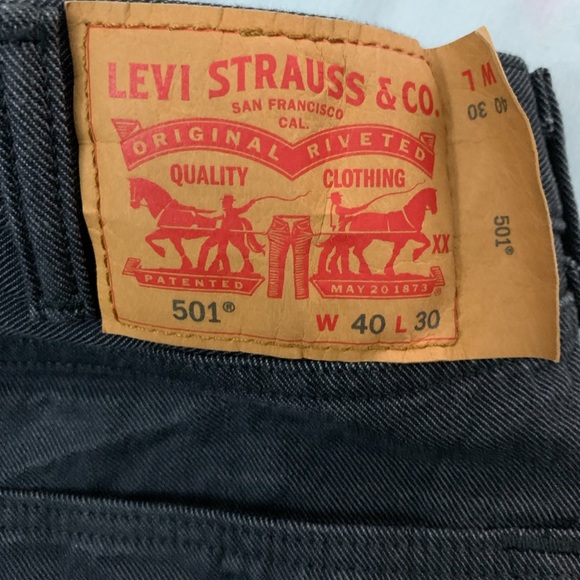 LEVI STRAUSS & CO.
SAN FRANCISCO
CAL.
ORIGINAL RIVETED
QUALITY CLOTHING
XX
PATENTED MAY 20 1873
501® W 40 L 30
W L
40 30
501®